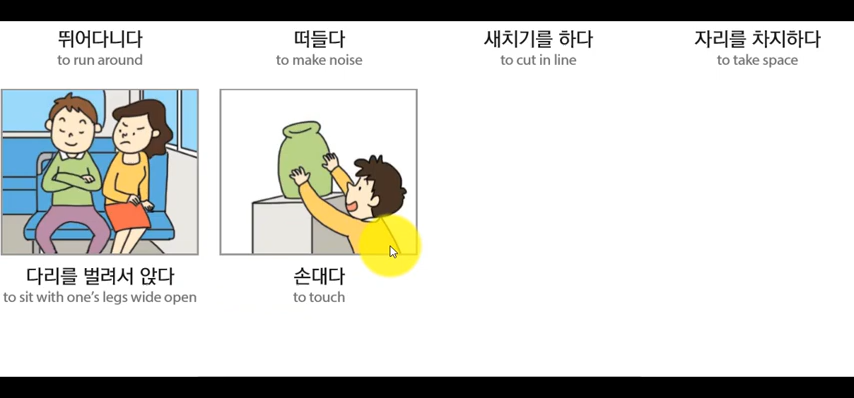 뛰어다니다
to run around
떠들다
to make noise
새치기를 하다
to cut in line
자리를 차지하다
to take space
다리를 벌려서 앉다
to sit with one's legs wide open
손대다
to touch